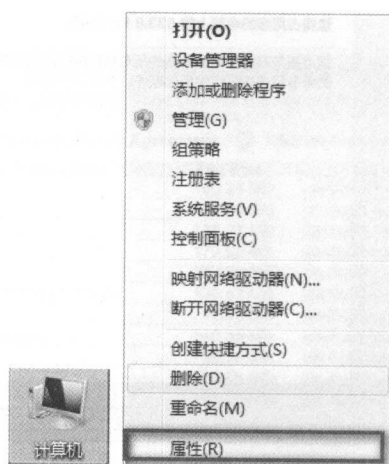 打开(O)
设备管理器
添加或删除程序
管理(G)
组策略
注册表
系统服务(V)
控制面板(C)
映射网络驱动器(N)...
断开网络驱动器(C)...
创建快捷方式(S)
删除(D)
重命名(M)
属性(R)
计算机